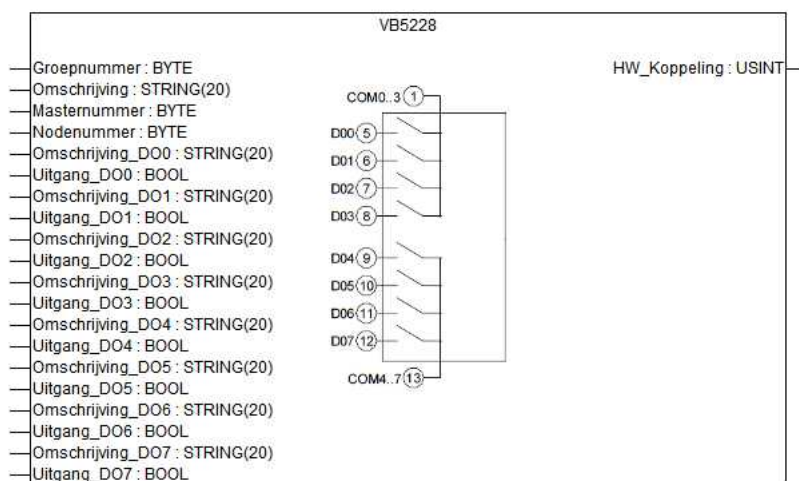 VB5228
Groepnummer : BYTE
HW_Koppeling : USINT
Omschrijving : STRING(20)
Masternummer : BYTE
Nodenummer : BYTE
Omschrijving_DO0 : STRING(20)
Uitgang_DO0 : BOOL
Omschrijving_DO1 : STRING(20)
Uitgang_DO1 : BOOL
Omschrijving_DO2 : STRING(20)
Uitgang_DO2 : BOOL
Omschrijving_DO3 : STRING(20)
Uitgang_DO3 : BOOL
Omschrijving_DO4 : STRING(20)
Uitgang_DO4 : BOOL
Omschrijving_DO5 : STRING(20)
Uitgang_DO5 : BOOL
Omschrijving_DO6 : STRING(20)
Uitgang_DO6 : BOOL
Omschrijving_DO7 : STRING(20)
Uitgang_DO7 : BOOL
COM0..3 1
D00 5
D01 6
D02 7
D03 8
D04 9
D05 10
D06 11
D07 12
COM4..7 13